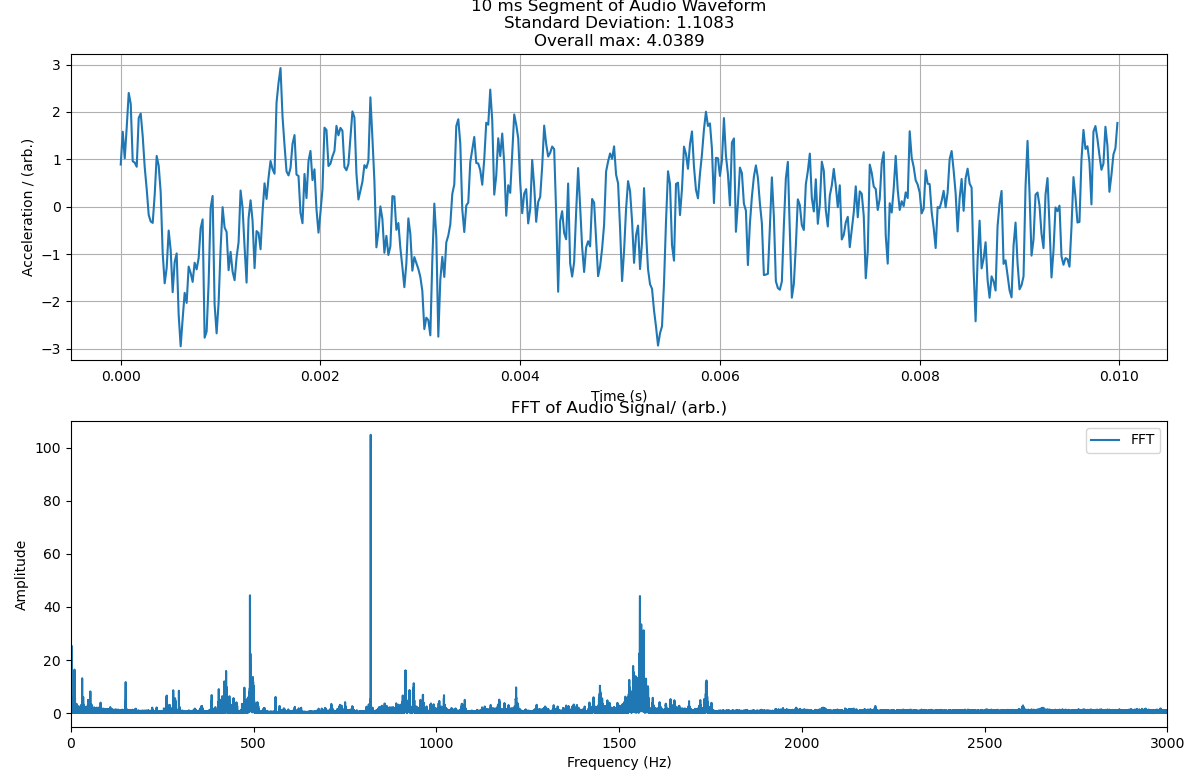 10 ms Segment of Audio Waveform
Standard Deviation: 1.1083
Overall max: 4.0389
3
2
1
0
−1
−2
−3
Acceleration / (arb.)
0.000 0.002 0.004 0.006 0.008 0.010
Time (s)
FFT of Audio Signal/ (arb.)
FFT
100
80
60
40
20
0
Amplitude
0 500 1000 1500 2000 2500 3000
Frequency (Hz)